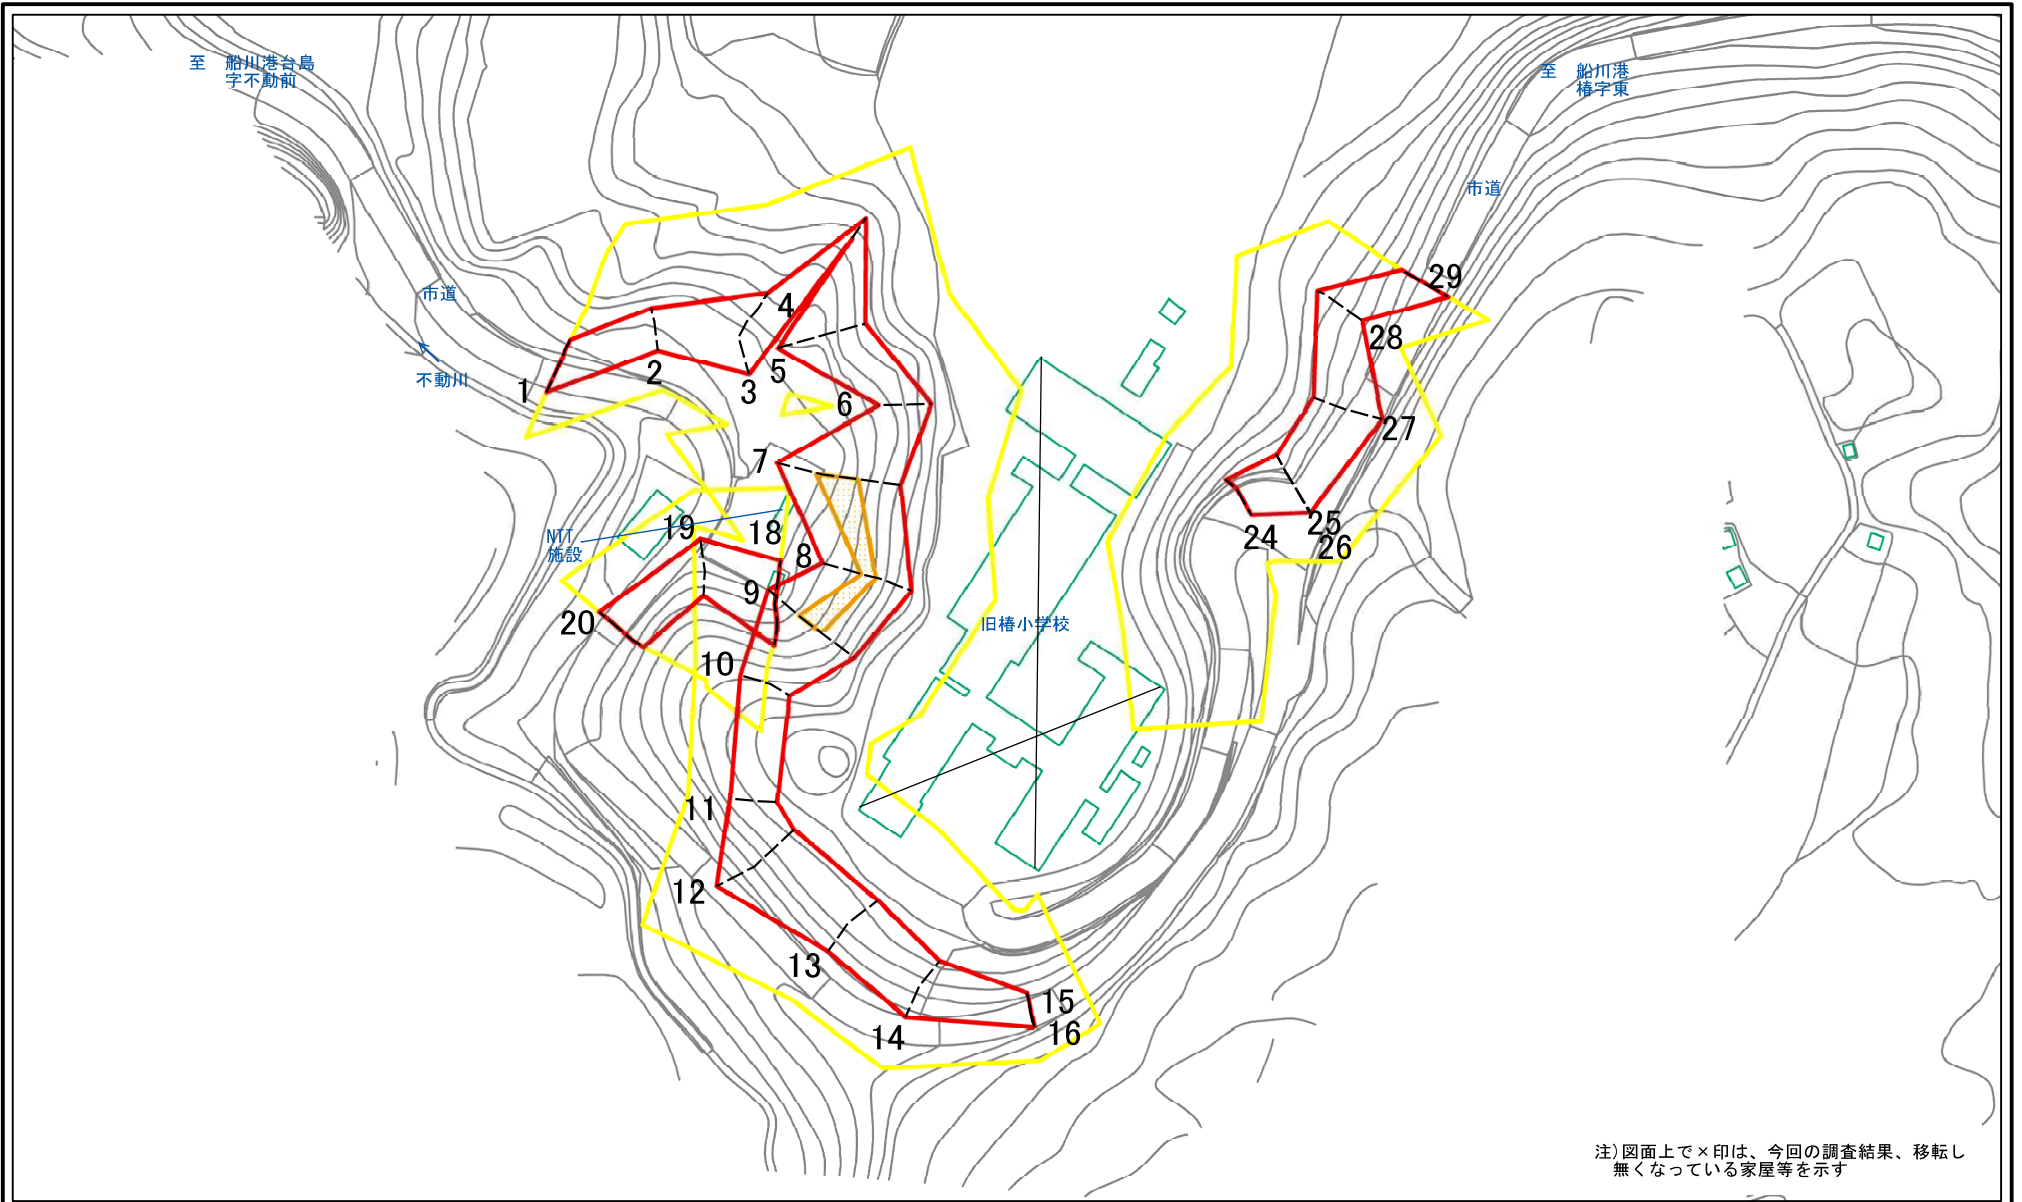 至　船川港台島
字不動前
至　船川港
椿字東
市道
市道
不動川
NTT
施設
旧椿小学校
1
2
3
4
5
6
7
8
9
10
11
12
13
14
15
16
18
19
20
24
25
26
27
28
29
注）図面上で×印は、今回の調査結果、移転し
無くなっている家屋等を示す